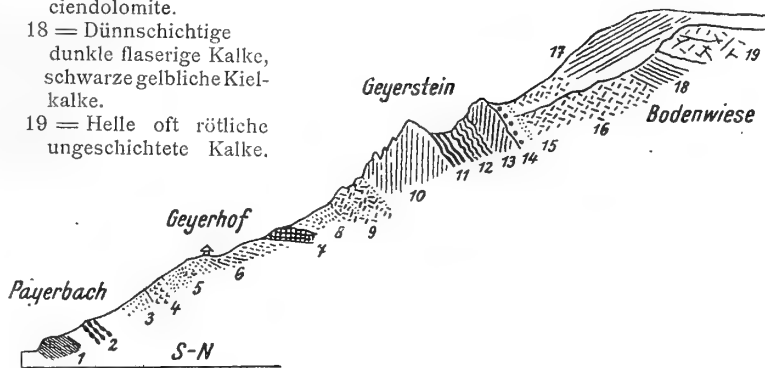 ciendolomite.
18 = Dünnschichtige
dunkle flaserige Kalke,
schwarze gelbliche Kiel-
kalke.
19 = Helle oft rötliche
ungeschichtete Kalke.
17
19
Geyerstein
18
Bodenwiese
16
15
14
13
12
11
10
Geyerhof
9
8
7
6
5
4
3
Payerbach
2
1
S-N